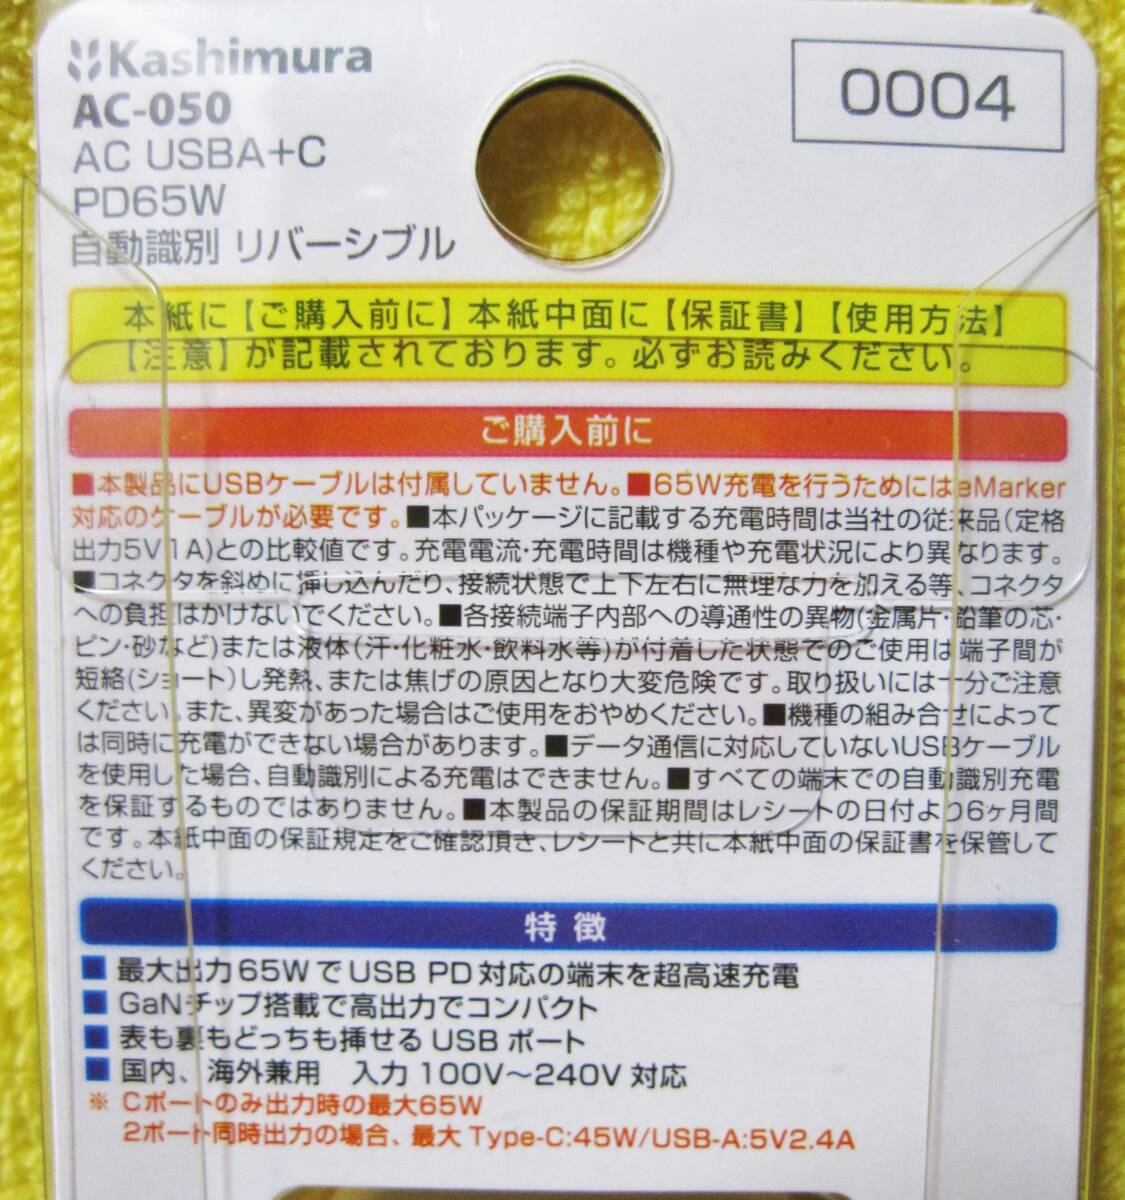 Kashimura
AC-050
AC USBA+C
PD65W
自動識別 リバーシブル
0004
本紙に【ご購入前に】本紙中面に【保証書】【使用方法】
【注意】が記載されております。必ずお読みください。
ご購入前に
■本製品にUSBケーブルは付属していません。■65W充電を行うためにはeMarker
対応のケーブルが必要です。■本パッケージに記載する充電時間は当社の従来品(定格
出力5V1A)との比較値です。充電電流・充電時間は機種や充電状況により異なります。
■コネクタを斜めに挿し込んだり、接続状態で上下左右に無理な力を加える等、コネクタ
への負担はかけないでください。■各接続端子内部への導通性の異物(金属片・鉛筆の芯・
ピン・砂など)または液体(汗・化粧水・飲料水等)が付着した状態でのご使用は端子間が
短絡(ショート)し発熱、または焦げの原因となり大変危険です。取り扱いには十分ご注意
ください。また、異変があった場合はご使用をおやめください。■機種の組み合せによって
は同時に充電ができない場合があります。■データ通信に対応していないUSBケーブル
を使用した場合、自動識別による充電はできません。■すべての端末での自動識別充電
を保証するものではありません。■本製品の保証期間はレシートの日付より6ヶ月間
です。本紙中面の保証規定をご確認頂き、レシートと共に本紙中面の保証書を保管して
ください。
特 徴
■ 最大出力65WでUSB PD対応の端末を超高速充電
■ GaNチップ搭載で高出力でコンパクト
■ 表も裏もどっちも挿せるUSBポート
■ 国内、海外兼用　入力100V～240V対応
※ Cポートのみ出力時の最大65W
2ポート同時出力の場合、最大Type-C:45W/USB-A:5V2.4A